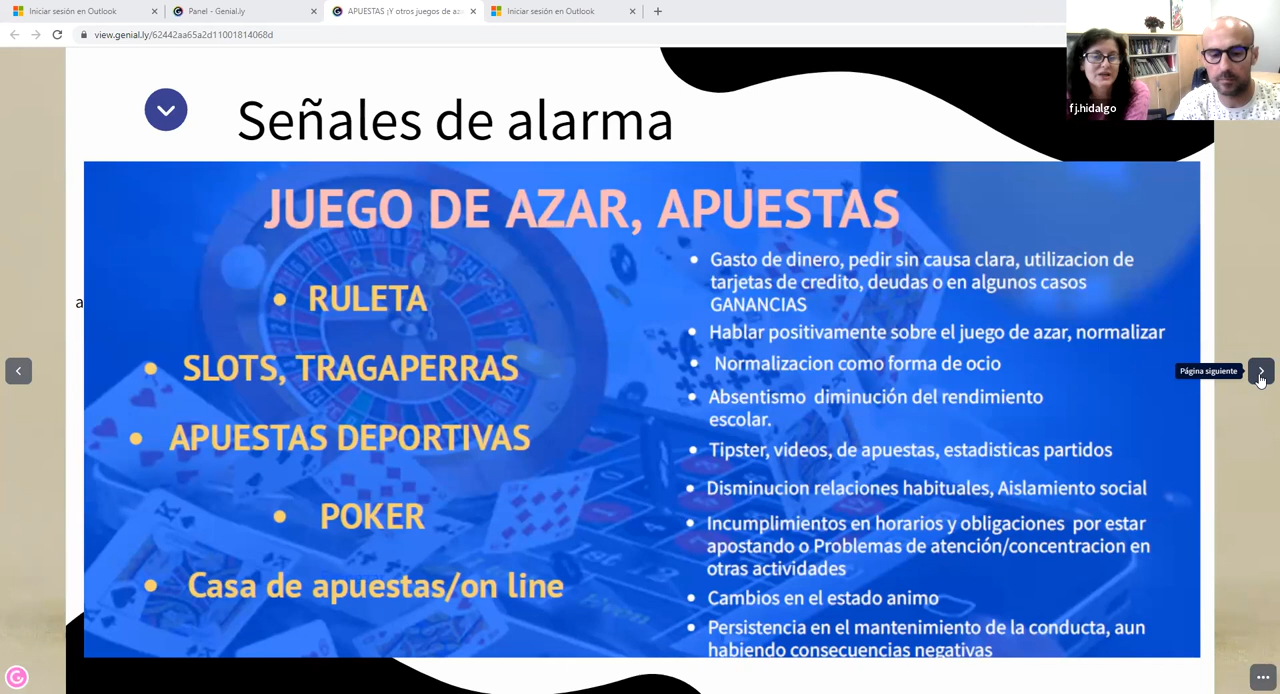 Iniciar sesión en Outlook
Panel - Genial.ly
APUESTAS ¡Y otros juegos de aza
Iniciar sesión en Outlook
view.genial.ly/62442aa65a2d11001814068d
fj.hidalgo
Señales de alarma
JUEGO DE AZAR, APUESTAS
a
• RULETA
• SLOTS, TRAGAPERRAS
• APUESTAS DEPORTIVAS
• POKER
• Casa de apuestas/on line
• Gasto de dinero, pedir sin causa clara, utilizacion de
tarjetas de credito, deudas o en algunos casos
GANANCIAS
• Hablar positivamente sobre el juego de azar, normalizar
• Normalizacion como forma de ocio
• Absentismo diminución del rendimiento
escolar.
• Tipster, videos, de apuestas, estadisticas partidos
• Disminucion relaciones habituales, Aislamiento social
• Incumplimientos en horarios y obligaciones por estar
apostando o Problemas de atención/concentracion en
otras actividades
• Cambios en el estado animo
• Persistencia en el mantenimiento de la conducta, aun
habiendo consecuencias negativas
Página siguiente